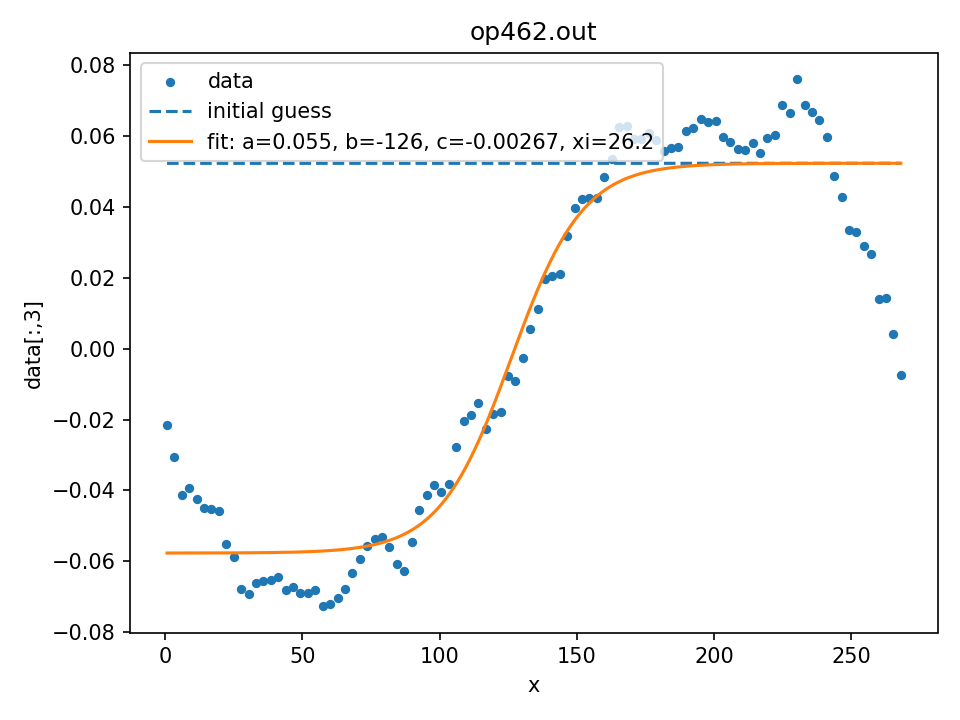 op462.out
data
initial guess
fit: a=0.055, b=-126, c=-0.00267, xi=26.2
0.08
0.06
0.04
0.02
0.00
−0.02
−0.04
−0.06
−0.08
data[:,3]
0
50
100
150
200
250
x